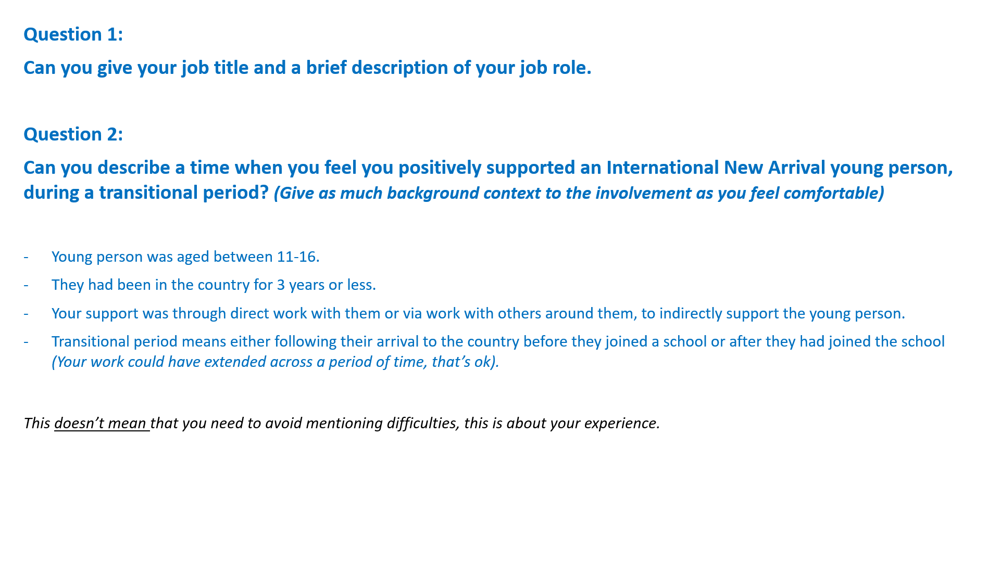 Question 1:
Can you give your job title and a brief description of your job role.
Question 2:
Can you describe a time when you feel you positively supported an International New Arrival young person,
during a transitional period? (Give as much background context to the involvement as you feel comfortable)
- Young person was aged between 11-16.
- They had been in the country for 3 years or less.
- Your support was through direct work with them or via work with others around them, to indirectly support the young person.
- Transitional period means either following their arrival to the country before they joined a school or after they had joined the school
(Your work could have extended across a period of time, that’s ok).
This doesn’t mean that you need to avoid mentioning difficulties, this is about your experience.